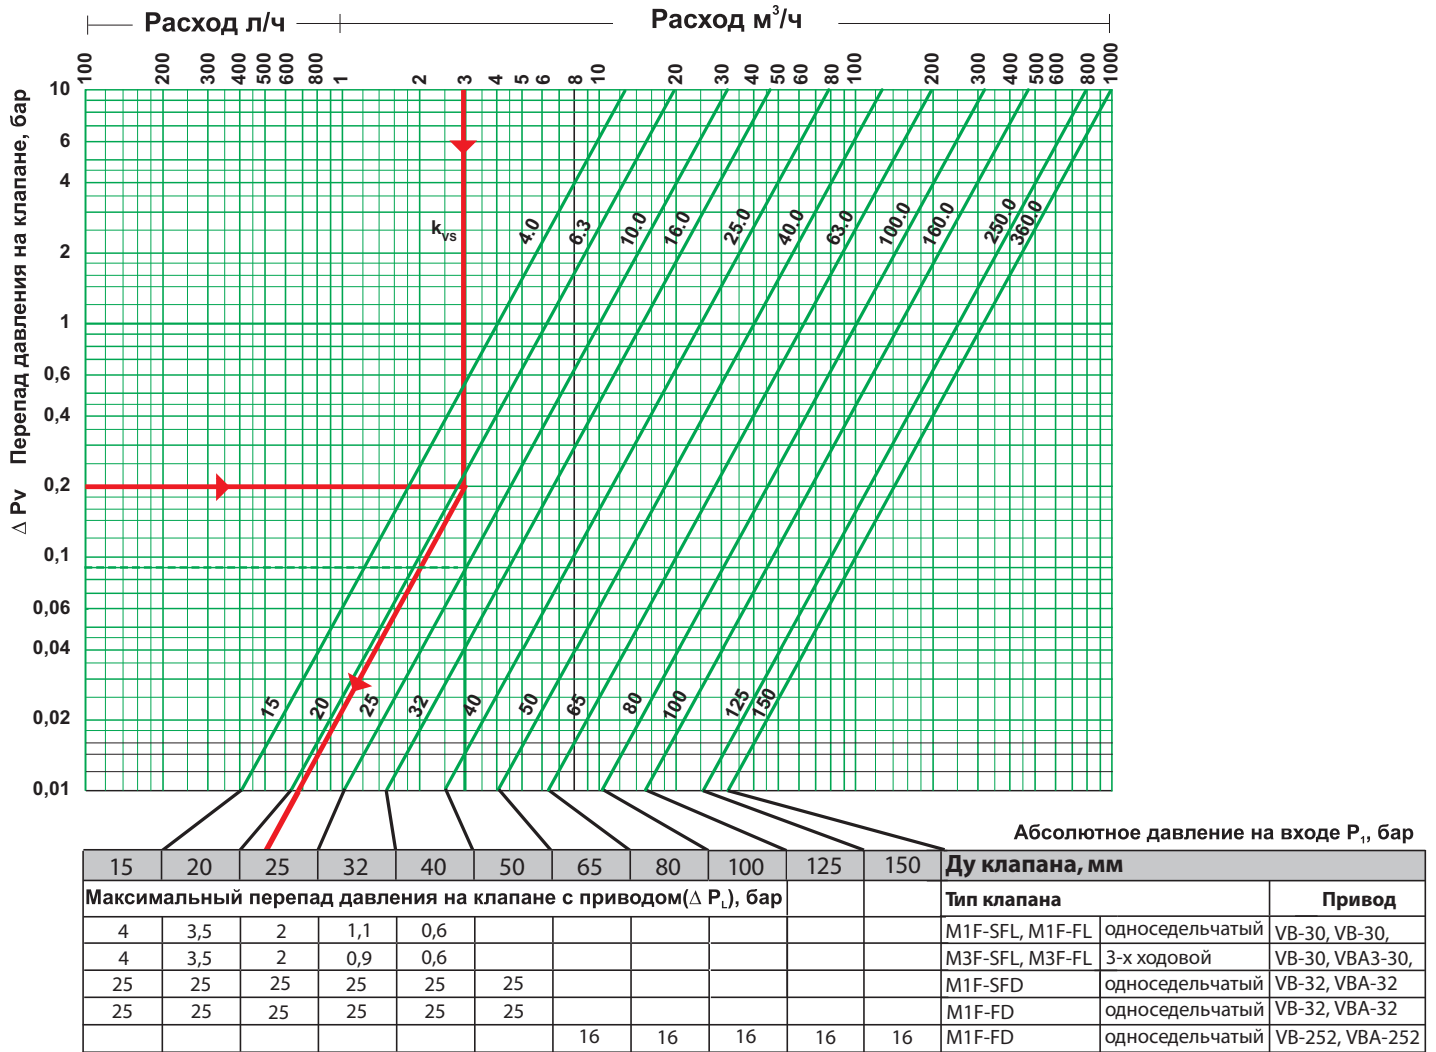 Расход л/ч
Расход м³/ч
100 200 300 400 500 600 800 1 2 3 4 5 6 8 10 20 30 40 50 60 80 100 200 300 400 500 600 1000
Δ Pv Перепад давления на клапане, бар
10
6
4
2
1
0,6
0,4
0,2
0,1
0,06
0,04
0,02
0,01
kvs
4.0 6.3 10.0 16.0 25.0 40.0 63.0 100.0 160.0 250.0 360.0
15 20 25 32 40 50 65 80 100 125 150
Абсолютное давление на входе P₁, бар
15 20 25 32 40 50 65 80 100 125 150 Ду клапана, мм
Максимальный перепад давления на клапане с приводом(Δ PL), бар Тип клапана Привод
4 3,5 2 1,1 0,6 M1F-SFL, M1F-FL односедельчатый VB-30, VB-30,
4 3,5 2 0,9 0,6 M3F-SFL, M3F-FL 3-х ходовой VB-30, VBA3-30,
25 25 25 25 25 25 M1F-SFD односедельчатый VB-32, VBA-32
25 25 25 25 25 25 M1F-FD односедельчатый VB-32, VBA-32
16 16 16 16 16 M1F-FD односедельчатый VB-252, VBA-252